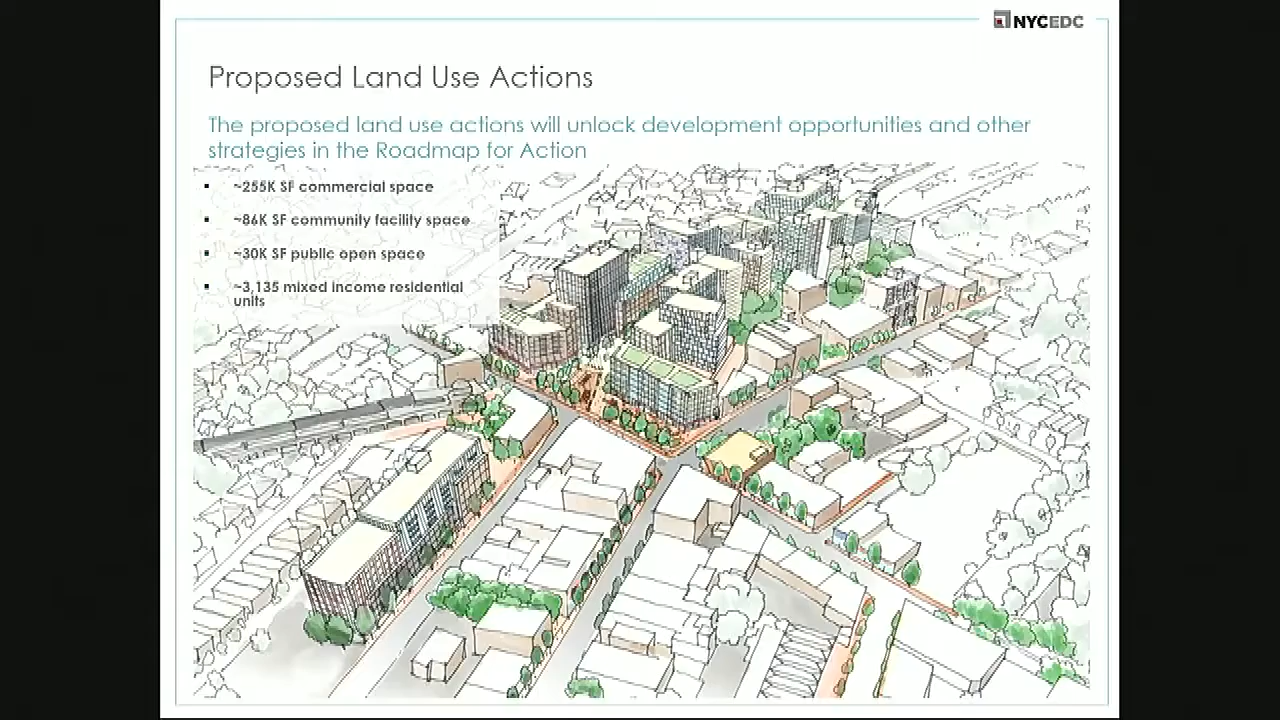 NYCEDC
Proposed Land Use Actions
The proposed land use actions will unlock development opportunities and other
strategies in the Roadmap for Action
▪ ~255K SF commercial space
▪ ~86K SF community facility space
▪ ~30K SF public open space
▪ ~3,135 mixed income residential
units